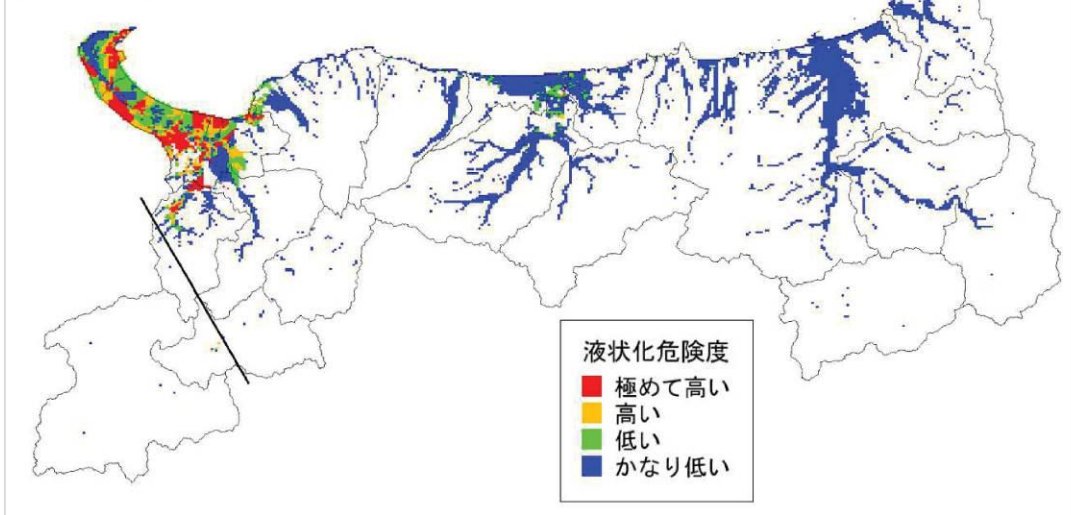 液状化危険度
極めて高い
高い
低い
かなり低い